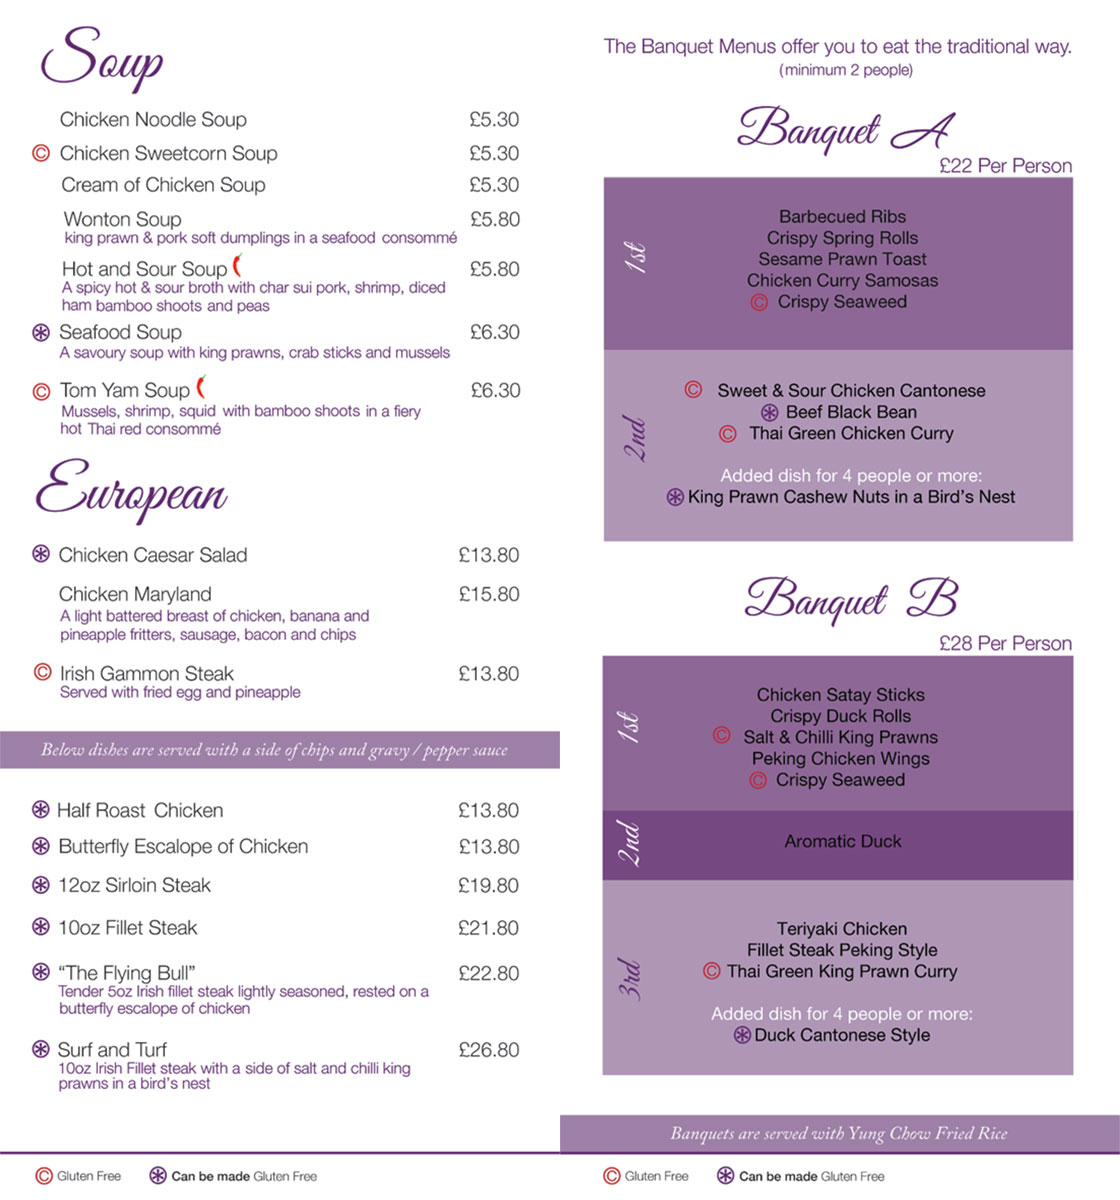 Soup
Chicken Noodle Soup £5.30
© Chicken Sweetcorn Soup £5.30
Cream of Chicken Soup £5.30
Wonton Soup £5.80
king prawn & pork soft dumplings in a seafood consommé
Hot and Sour Soup £5.80
A spicy hot & sour broth with char sui pork, shrimp, diced
ham bamboo shoots and peas
Seafood Soup £6.30
A savoury soup with king prawns, crab sticks and mussels
© Tom Yam Soup £6.30
Mussels, shrimp, squid with bamboo shoots in a fiery
hot Thai red consommé
European
Chicken Caesar Salad £13.80
Chicken Maryland £15.80
A light battered breast of chicken, banana and
pineapple fritters, sausage, bacon and chips
© Irish Gammon Steak £13.80
Served with fried egg and pineapple
Below dishes are served with a side of chips and gravy / pepper sauce
Half Roast Chicken £13.80
Butterfly Escalope of Chicken £13.80
12oz Sirloin Steak £19.80
10oz Fillet Steak £21.80
“The Flying Bull” £22.80
Tender 5oz Irish fillet steak lightly seasoned, rested on a
butterfly escalope of chicken
Surf and Turf £26.80
10oz Irish Fillet steak with a side of salt and chilli king
prawns in a bird's nest
© Gluten Free Can be made Gluten Free
The Banquet Menus offer you to eat the traditional way.
(minimum 2 people)
Banquet A
£22 Per Person
1st
Barbecued Ribs
Crispy Spring Rolls
Sesame Prawn Toast
Chicken Curry Samosas
© Crispy Seaweed
2nd
© Sweet & Sour Chicken Cantonese
Beef Black Bean
© Thai Green Chicken Curry
Added dish for 4 people or more:
King Prawn Cashew Nuts in a Bird's Nest
Banquet B
£28 Per Person
1st
Chicken Satay Sticks
Crispy Duck Rolls
© Salt & Chilli King Prawns
Peking Chicken Wings
© Crispy Seaweed
2nd
Aromatic Duck
3rd
Teriyaki Chicken
Fillet Steak Peking Style
© Thai Green King Prawn Curry
Added dish for 4 people or more:
Duck Cantonese Style
Banquets are served with Yung Chow Fried Rice
© Gluten Free Can be made Gluten Free